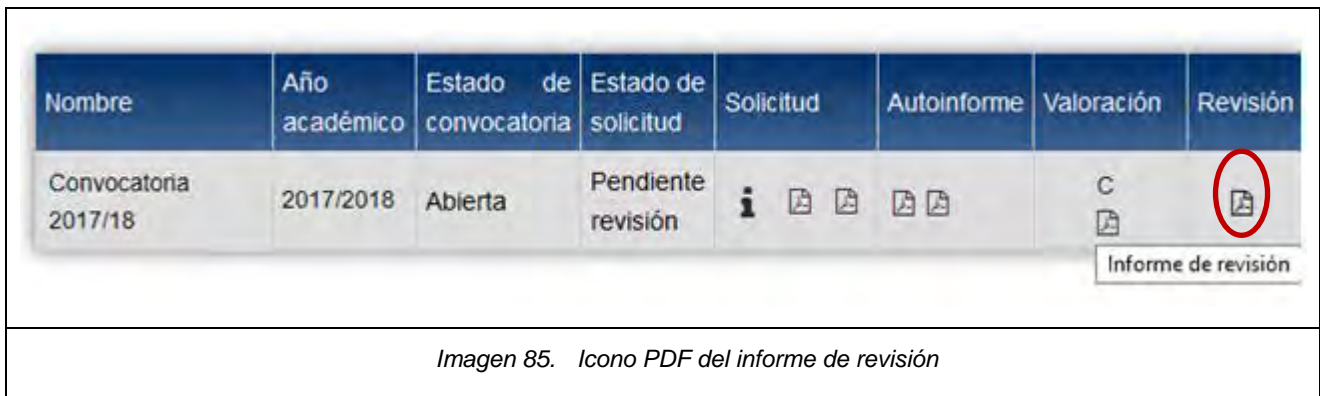 Nombre
Año académico
Estado de convocatoria
Estado de solicitud
Solicitud
Autoinforme
Valoración
Revisión
Convocatoria 2017/18
2017/2018
Abierta
Pendiente revisión
C
Informe de revisión
Imagen 85. Icono PDF del informe de revisión